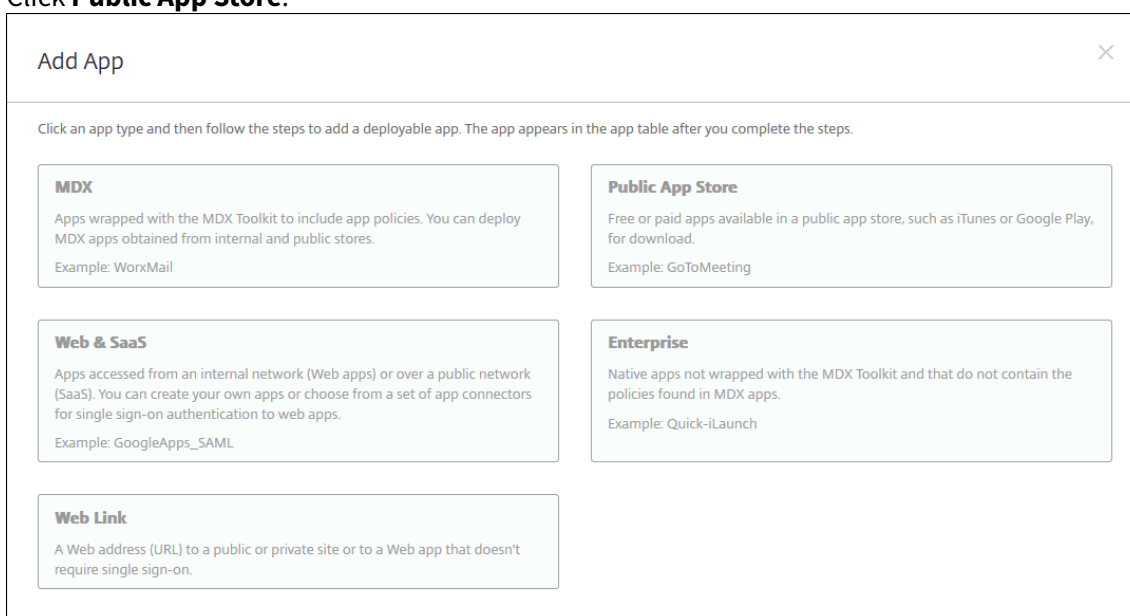 Click Public App Store.
Add App
Click an app type and then follow the steps to add a deployable app. The app appears in the app table after you complete the steps.
MDX
Apps wrapped with the MDX Toolkit to include app policies. You can deploy
MDX apps obtained from internal and public stores.
Example: WorxMail
Public App Store
Free or paid apps available in a public app store, such as iTunes or Google Play,
for download.
Example: GoToMeeting
Web & SaaS
Apps accessed from an internal network (Web apps) or over a public network
(SaaS). You can create your own apps or choose from a set of app connectors
for single sign-on authentication to web apps.
Example: GoogleApps_SAML
Enterprise
Native apps not wrapped with the MDX Toolkit and that do not contain the
policies found in MDX apps.
Example: Quick-iLaunch
Web Link
A Web address (URL) to a public or private site or to a Web app that doesn't
require single sign-on.